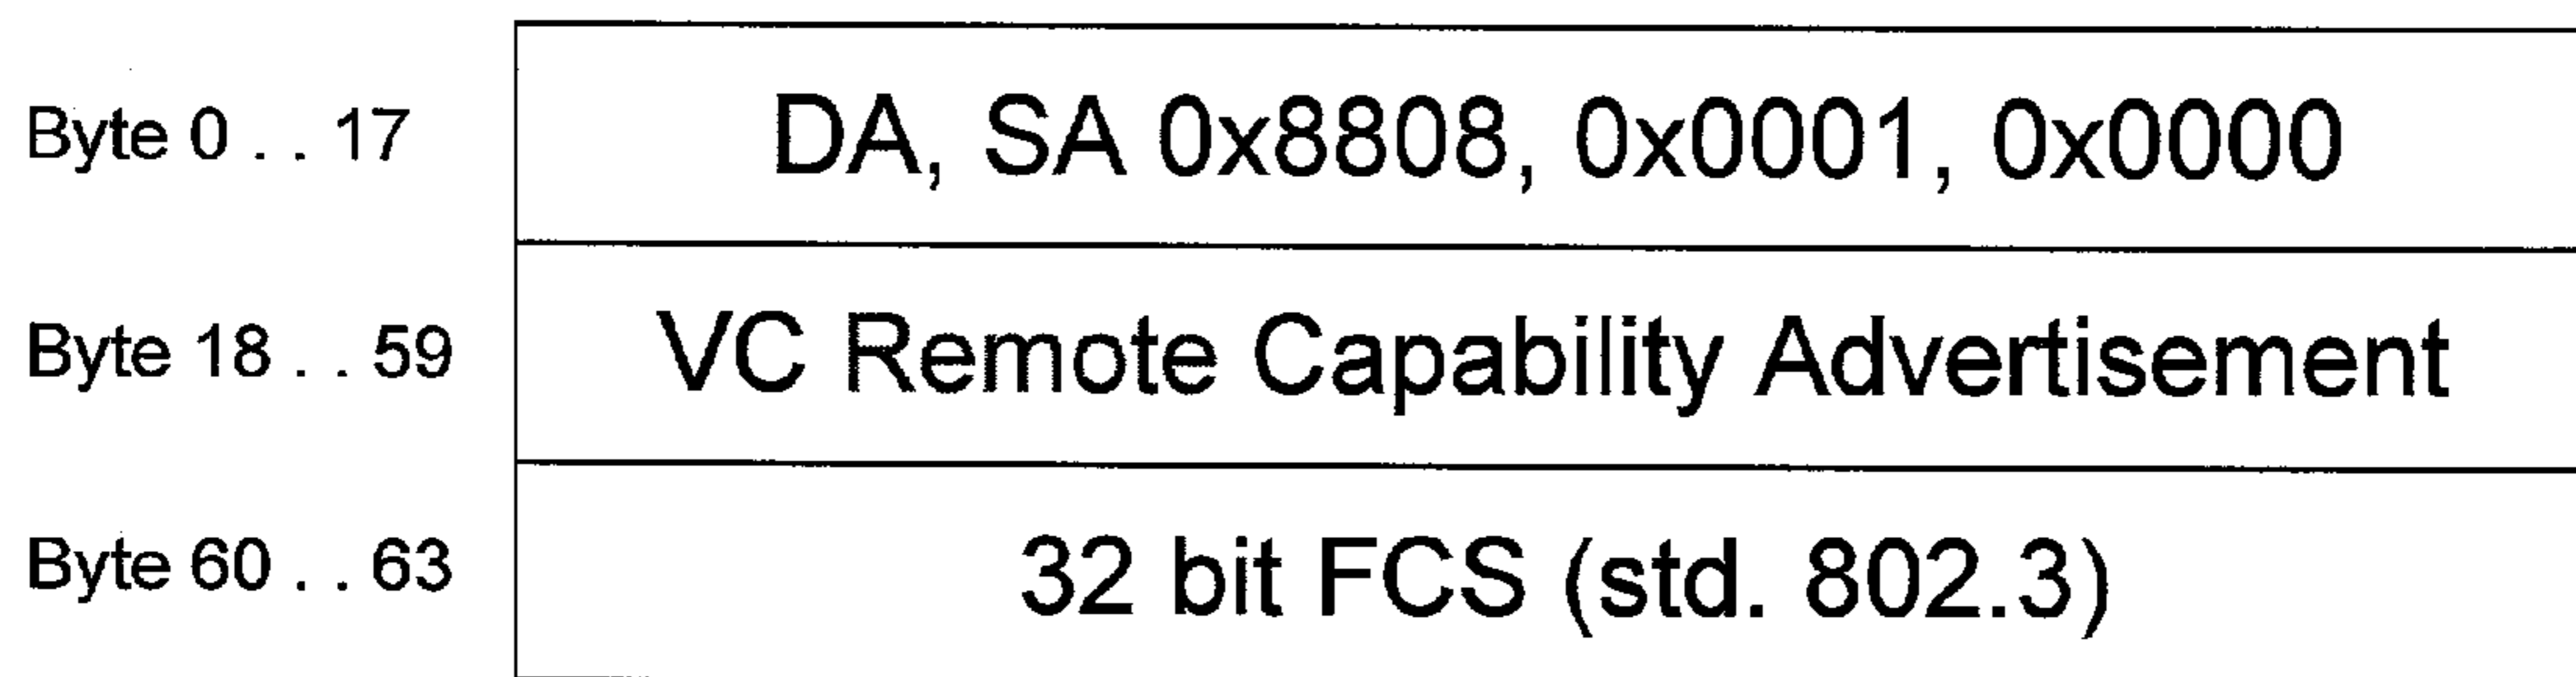 Byte 0 . . 17 DA, SA 0x8808, 0x0001, 0x0000
Byte 18 . . 59 VC Remote Capability Advertisement
Byte 60 . . 63 32 bit FCS (std. 802.3)